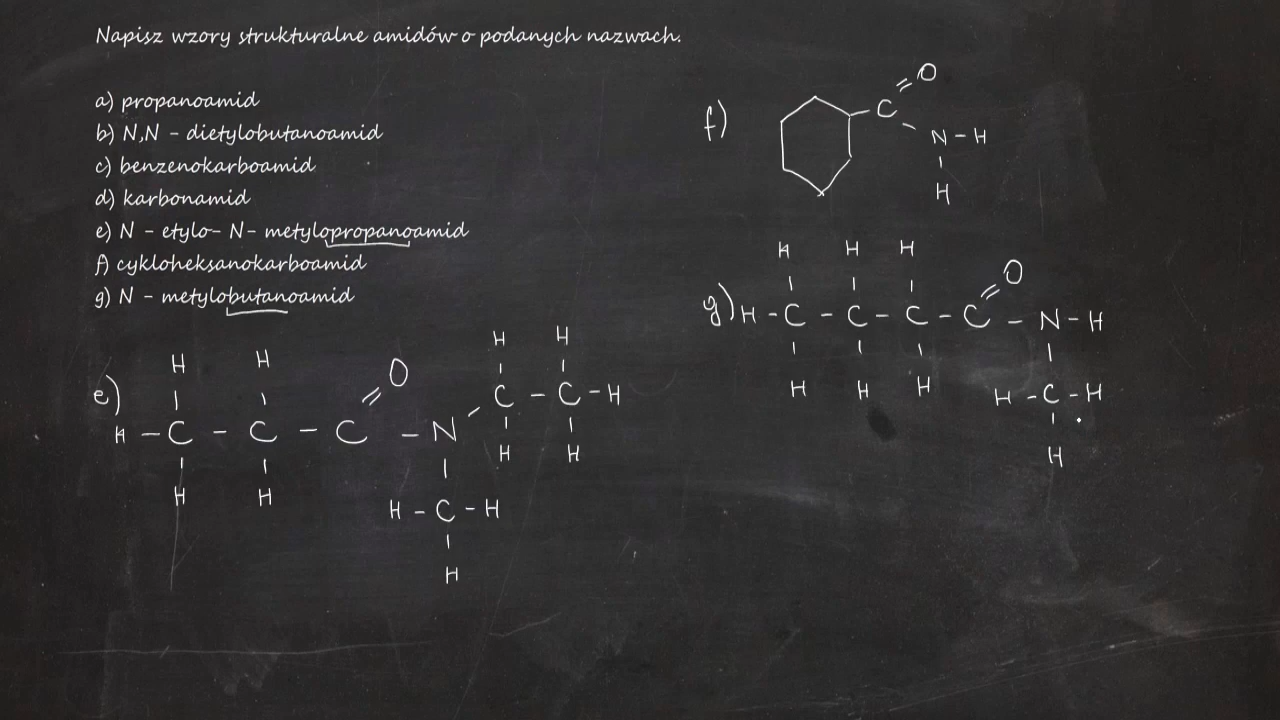 Napisz wzory strukturalne amidów o podanych nazwach.
a) propanoamid
b) N,N - dietylobutanoamid
c) benzenokarboamid
d) karbonamid
e) N - etylo- N- metylopropanoamid
f) cykloheksanokarboamid
g) N - metylobutanoamid
e)
H H
O
H H
H - C - C - C - N - C - C - H
H H
H H
H - C - H
H
f)
O
C
N - H
H
g)
H H H
O
H - C - C - C - C - N - H
H H H
H - C - H
H